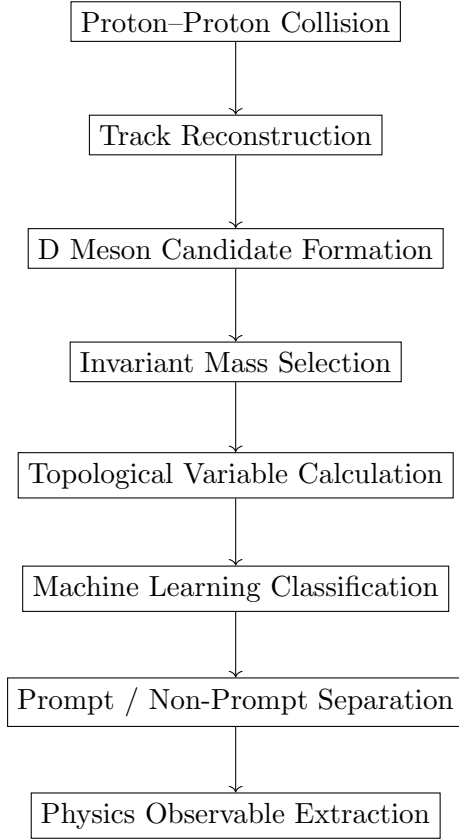 Proton–Proton Collision
Track Reconstruction
D Meson Candidate Formation
Invariant Mass Selection
Topological Variable Calculation
Machine Learning Classification
Prompt / Non-Prompt Separation
Physics Observable Extraction